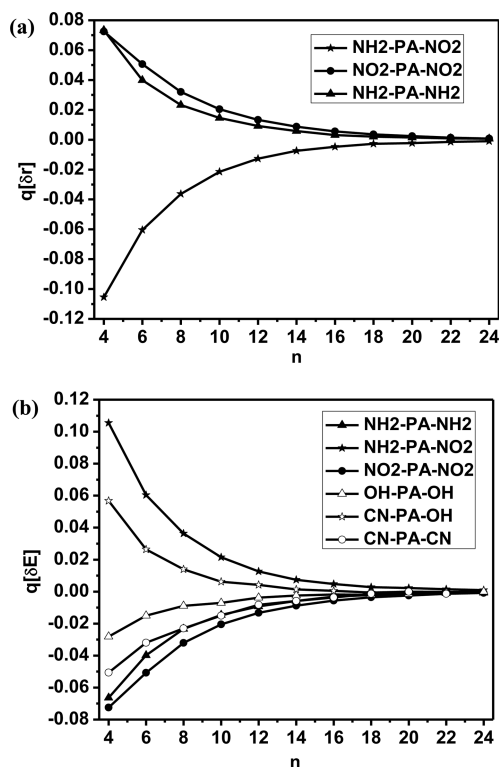 (a)
0.08
0.06
0.04
0.02
0.00
-0.02
-0.04
-0.06
-0.08
-0.10
-0.12
q[δr]
NH2-PA-NO2
NO2-PA-NO2
NH2-PA-NH2
4 6 8 10 12 14 16 18 20 22 24
n
(b)
0.12
0.10
0.08
0.06
0.04
0.02
0.00
-0.02
-0.04
-0.06
-0.08
q[δE]
NH2-PA-NH2
NH2-PA-NO2
NO2-PA-NO2
OH-PA-OH
CN-PA-OH
CN-PA-CN
4 6 8 10 12 14 16 18 20 22 24
n